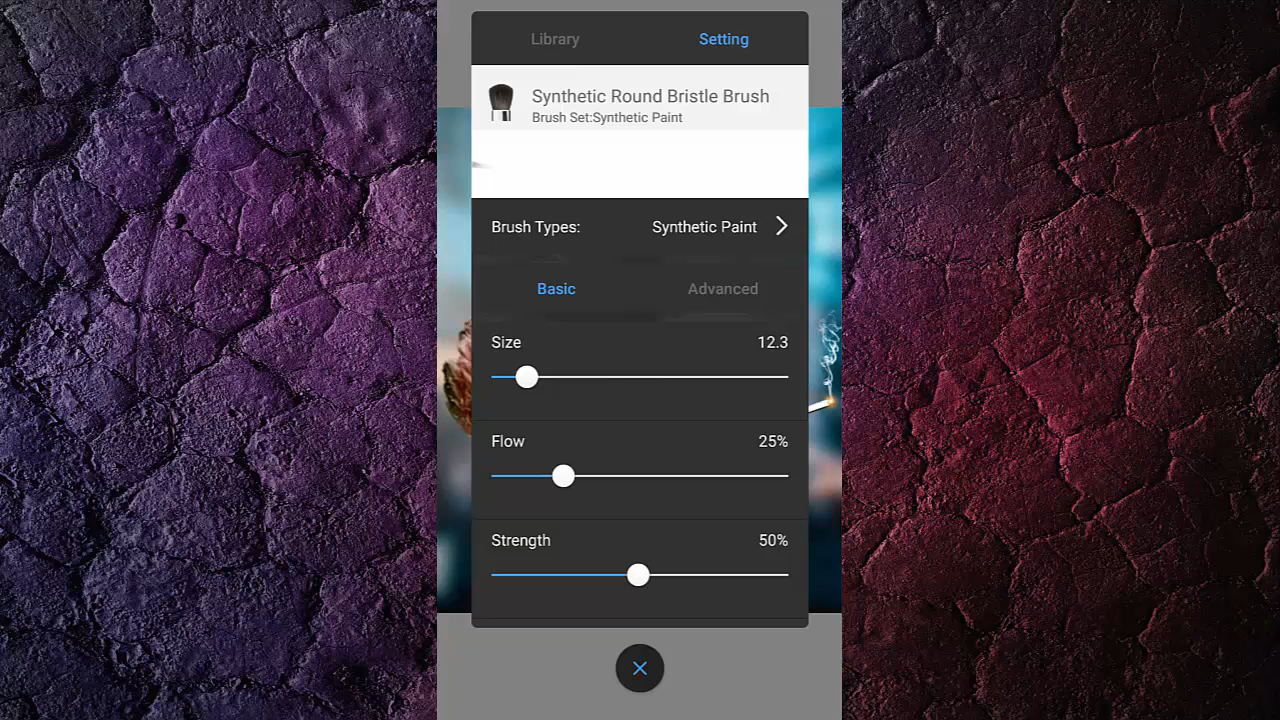 Library Setting
Synthetic Round Bristle Brush
Brush Set:Synthetic Paint
Brush Types: Synthetic Paint
Basic Advanced
Size 12.3
Flow 25%
Strength 50%